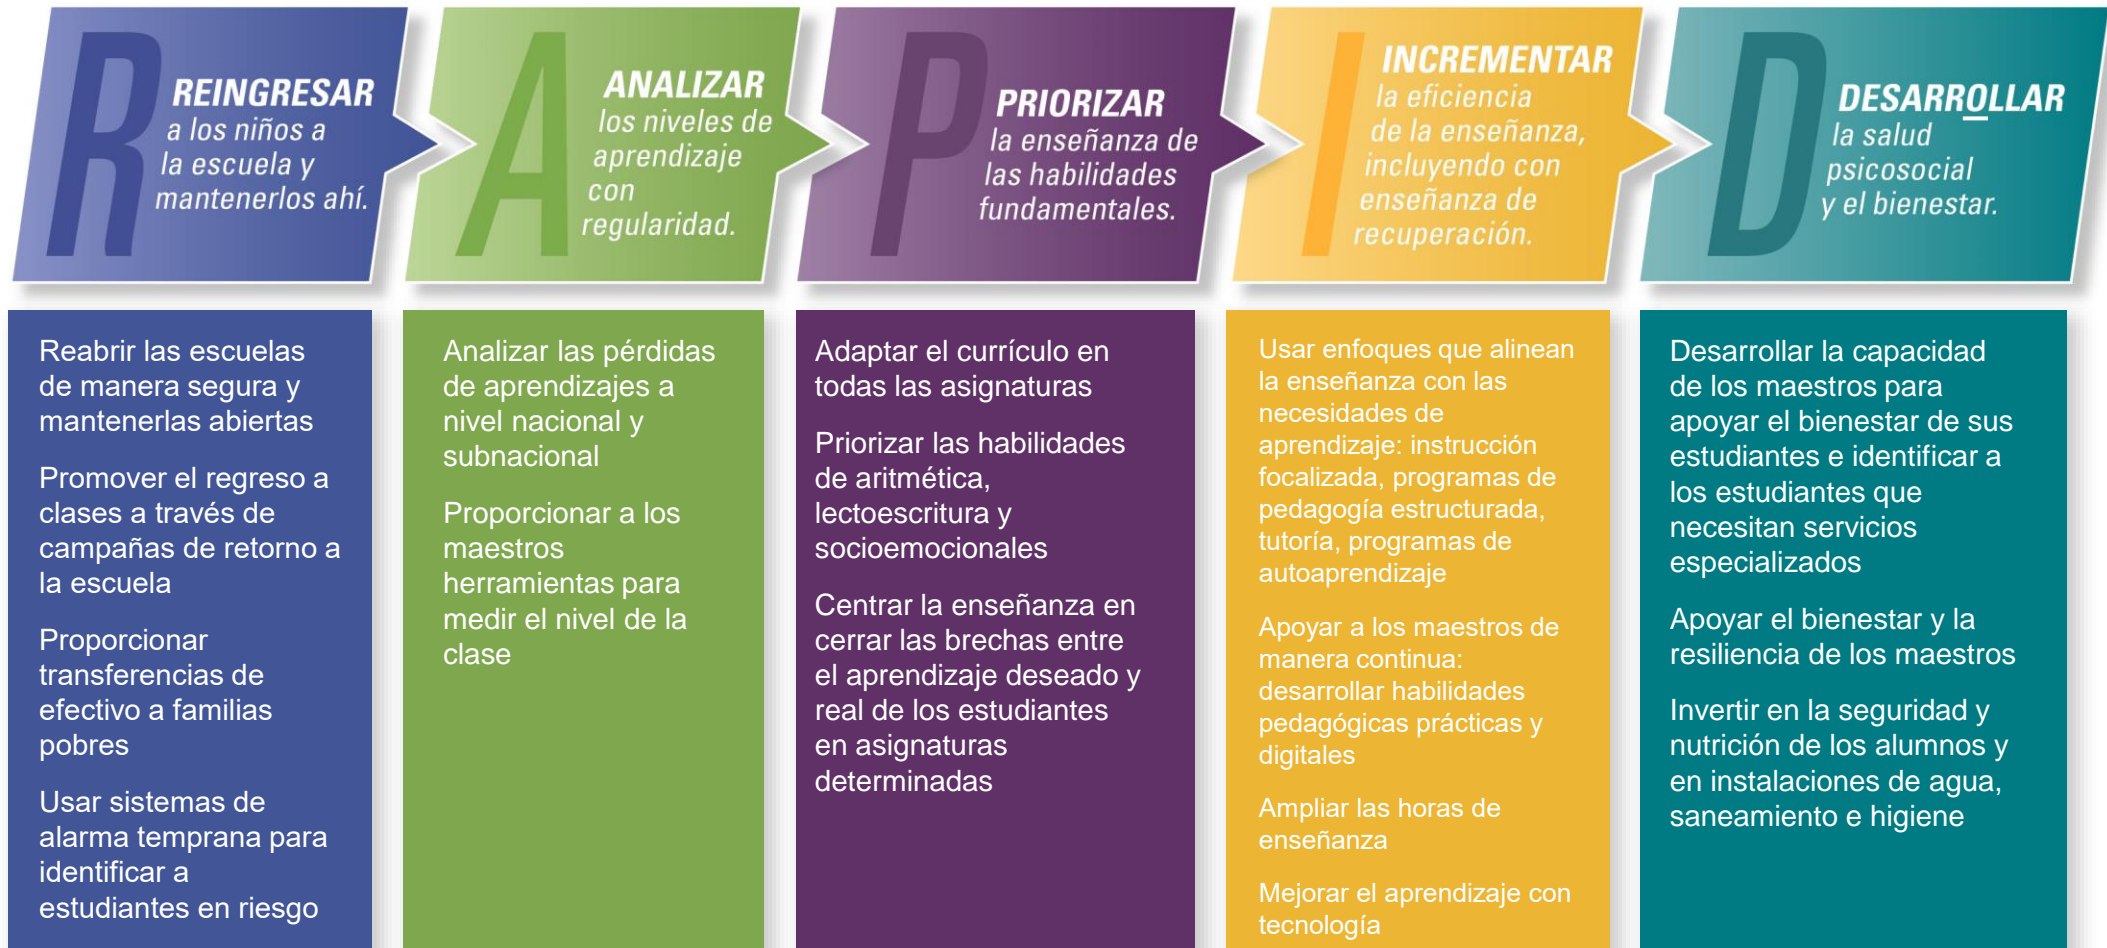 R
REINGRESAR
a los niños a
la escuela y
mantenerlos ahí.
A
ANALIZAR
los niveles de
aprendizaje
con
regularidad.
P
PRIORIZAR
la enseñanza de
las habilidades
fundamentales.
I
INCREMENTAR
la eficiencia
de la enseñanza,
incluyendo con
enseñanza de
recuperación.
D
DESARROLLAR
la salud
psicosocial
y el bienestar.
Reabrir las escuelas
de manera segura y
mantenerlas abiertas
Promover el regreso a
clases a través de
campañas de retorno a
la escuela
Proporcionar
transferencias de
efectivo a familias
pobres
Usar sistemas de
alarma temprana para
identificar a
estudiantes en riesgo
Analizar las pérdidas
de aprendizajes a
nivel nacional y
subnacional
Proporcionar a los
maestros
herramientas para
medir el nivel de la
clase
Adaptar el currículo en
todas las asignaturas
Priorizar las habilidades
de aritmética,
lectoescritura y
socioemocionales
Centrar la enseñanza en
cerrar las brechas entre
el aprendizaje deseado y
real de los estudiantes
en asignaturas
determinadas
Usar enfoques que alinean
la enseñanza con las
necesidades de
aprendizaje: instrucción
focalizada, programas de
pedagogía estructurada,
tutoría, programas de
autoaprendizaje
Apoyar a los maestros de
manera continua:
desarrollar habilidades
pedagógicas prácticas y
digitales
Ampliar las horas de
enseñanza
Mejorar el aprendizaje con
tecnología
Desarrollar la capacidad
de los maestros para
apoyar el bienestar de sus
estudiantes e identificar a
los estudiantes que
necesitan servicios
especializados
Apoyar el bienestar y la
resiliencia de los maestros
Invertir en la seguridad y
nutrición de los alumnos y
en instalaciones de agua,
saneamiento e higiene